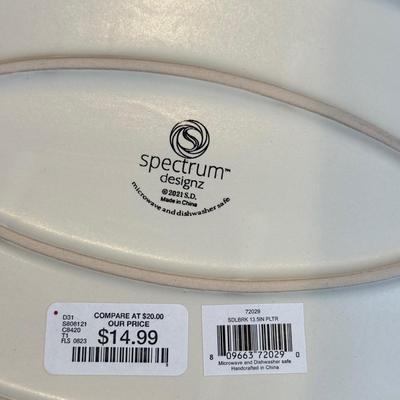 spectrum™
designz
© 2021 S.D.
Made in China
microwave and dishwasher safe
D31
S808121
C8420
T1
FLS 0823
COMPARE AT $20.00
OUR PRICE
$14.99
72029
SDLBRK 13.5IN PLTR
8 09663 72029 0
Microwave and Dishwasher safe
Handcrafted in China